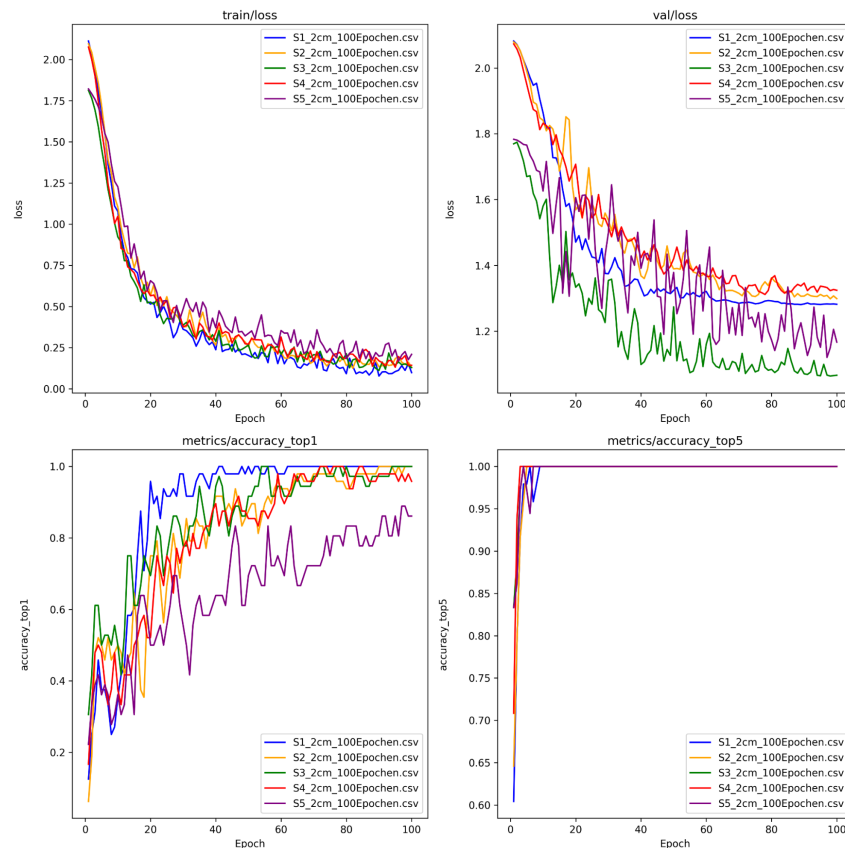 train/loss
2.00
1.75
1.50
1.25
1.00
0.75
0.50
0.25
0.00
loss
0
20
40
60
80
100
Epoch
S1_2cm_100Epochen.csv
S2_2cm_100Epochen.csv
S3_2cm_100Epochen.csv
S4_2cm_100Epochen.csv
S5_2cm_100Epochen.csv
val/loss
2.0
1.8
1.6
1.4
1.2
loss
0
20
40
60
80
100
Epoch
S1_2cm_100Epochen.csv
S2_2cm_100Epochen.csv
S3_2cm_100Epochen.csv
S4_2cm_100Epochen.csv
S5_2cm_100Epochen.csv
metrics/accuracy_top1
1.0
0.8
0.6
0.4
0.2
accuracy_top1
0
20
40
60
80
100
Epoch
S1_2cm_100Epochen.csv
S2_2cm_100Epochen.csv
S3_2cm_100Epochen.csv
S4_2cm_100Epochen.csv
S5_2cm_100Epochen.csv
metrics/accuracy_top5
1.00
0.95
0.90
0.85
0.80
0.75
0.70
0.65
0.60
accuracy_top5
0
20
40
60
80
100
Epoch
S1_2cm_100Epochen.csv
S2_2cm_100Epochen.csv
S3_2cm_100Epochen.csv
S4_2cm_100Epochen.csv
S5_2cm_100Epochen.csv